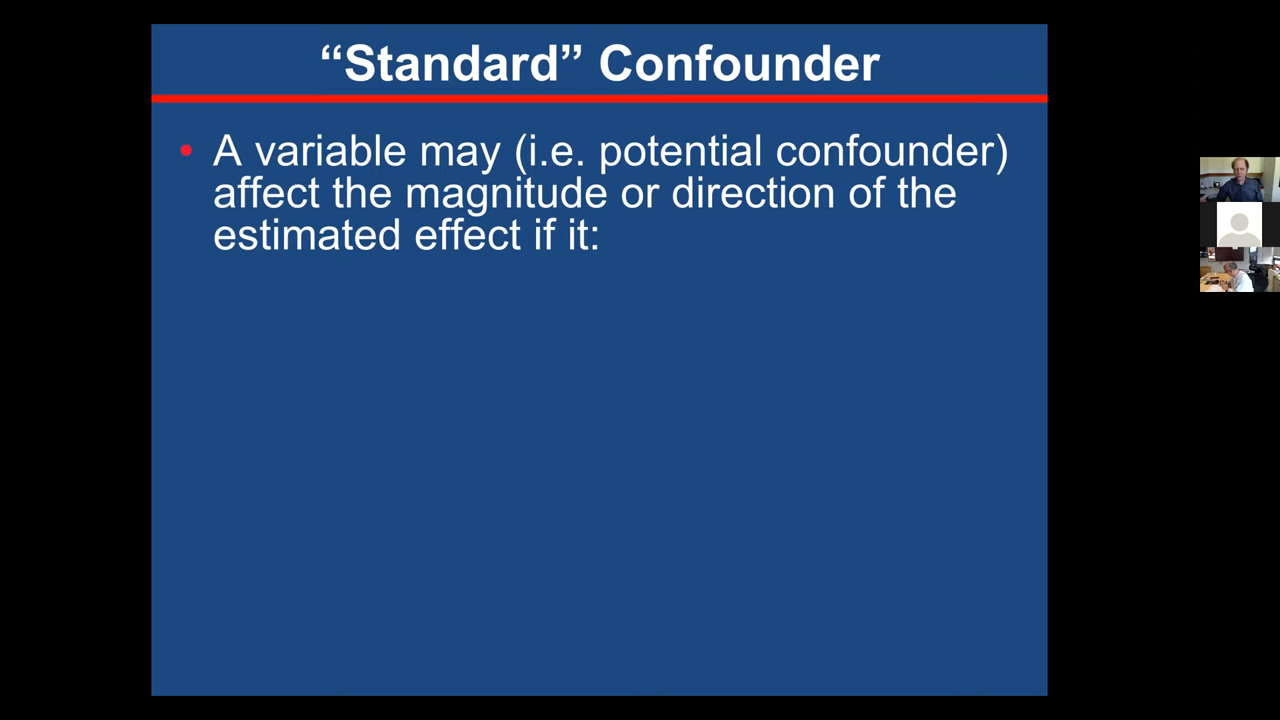 “Standard” Confounder
• A variable may (i.e. potential confounder)
affect the magnitude or direction of the
estimated effect if it: